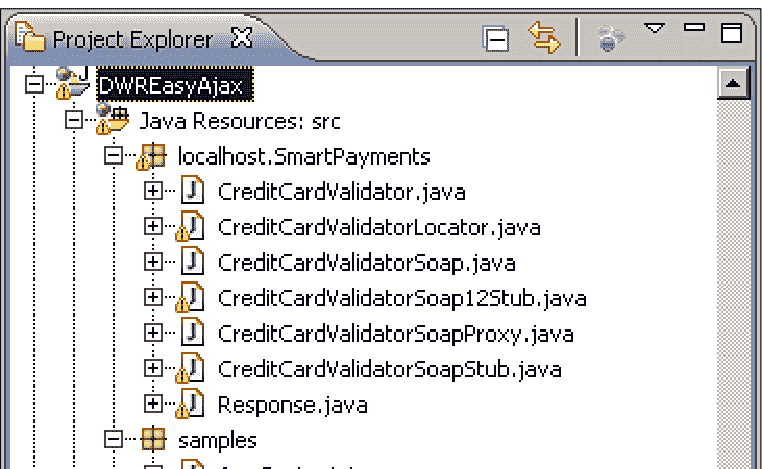 Project Explorer
DWREasyAjax
Java Resources: src
localhost.SmartPayments
CreditCardValidator.java
CreditCardValidatorLocator.java
CreditCardValidatorSoap.java
CreditCardValidatorSoap12Stub.java
CreditCardValidatorSoapProxy.java
CreditCardValidatorSoapStub.java
Response.java
samples